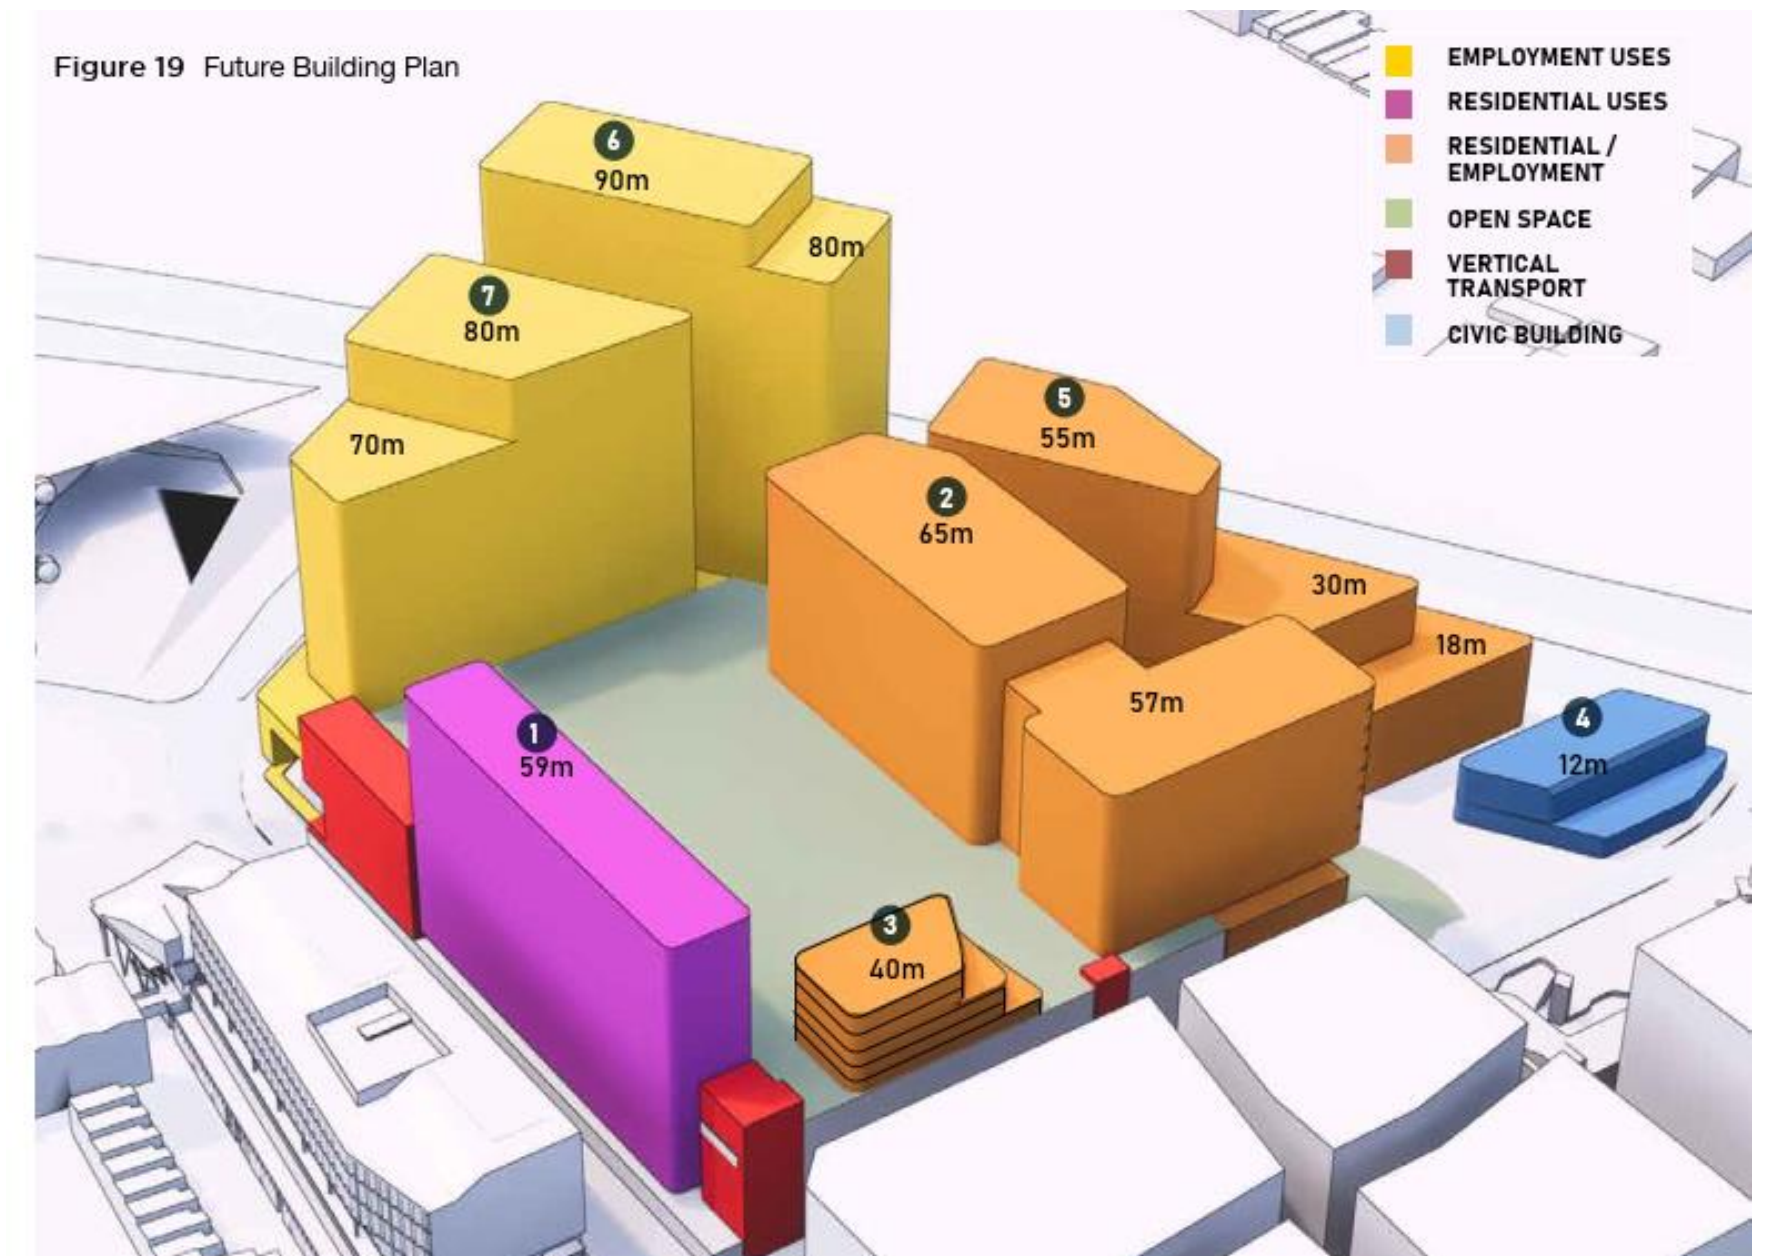 Figure 19 Future Building Plan
EMPLOYMENT USES
RESIDENTIAL USES
RESIDENTIAL /
EMPLOYMENT
OPEN SPACE
VERTICAL
TRANSPORT
CIVIC BUILDING
6
90m
80m
7
80m
70m
5
55m
2
65m
30m
18m
57m
4
12m
1
59m
3
40m